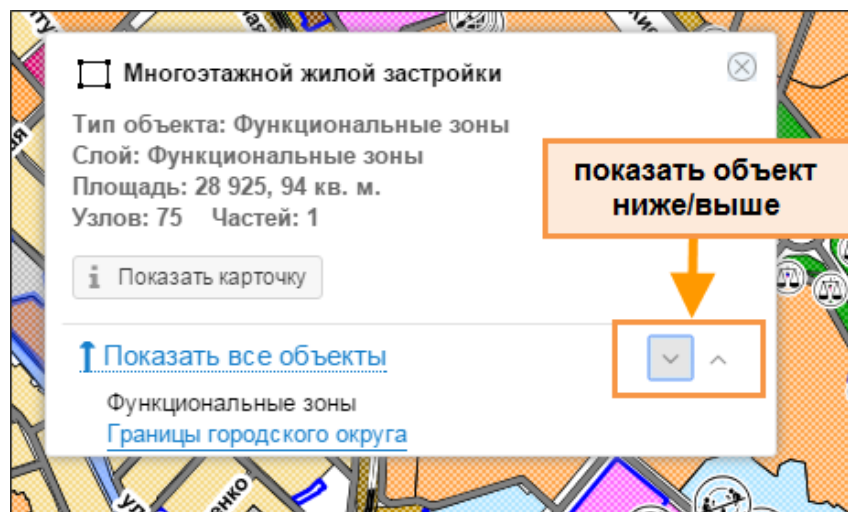 Многоэтажной жилой застройки
Тип объекта: Функциональные зоны
Слой: Функциональные зоны
Площадь: 28 925, 94 кв. м.
Узлов: 75 Частей: 1
показать объект
ниже/выше
i Показать карточку
Показать все объекты
Функциональные зоны
Границы городского округа